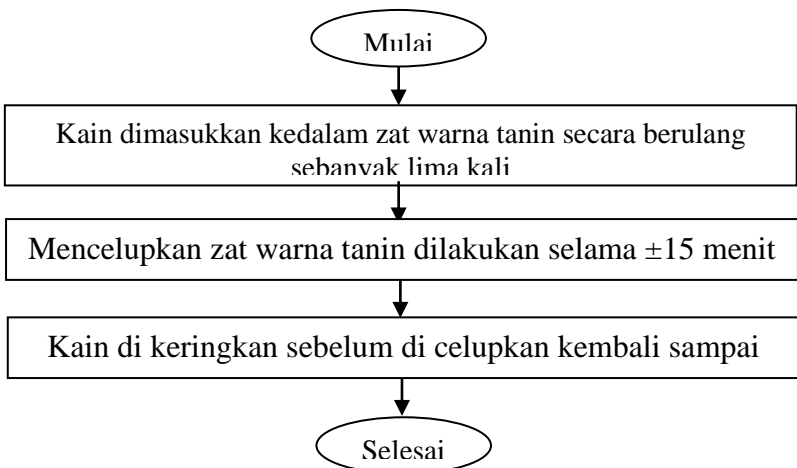 Mulai
Kain dimasukkan kedalam zat warna tanin secara berulang
sebanyak lima kali
Mencelupkan zat warna tanin dilakukan selama ±15 menit
Kain di keringkan sebelum di celupkan kembali sampai
Selesai